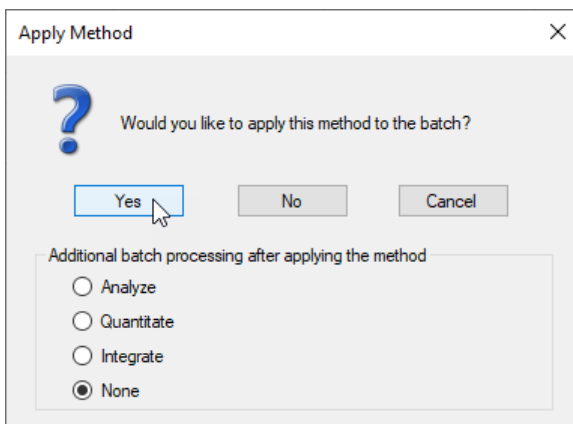 Apply Method
Would you like to apply this method to the batch?
Yes No Cancel
Additional batch processing after applying the method
Analyze
Quantitate
Integrate
None